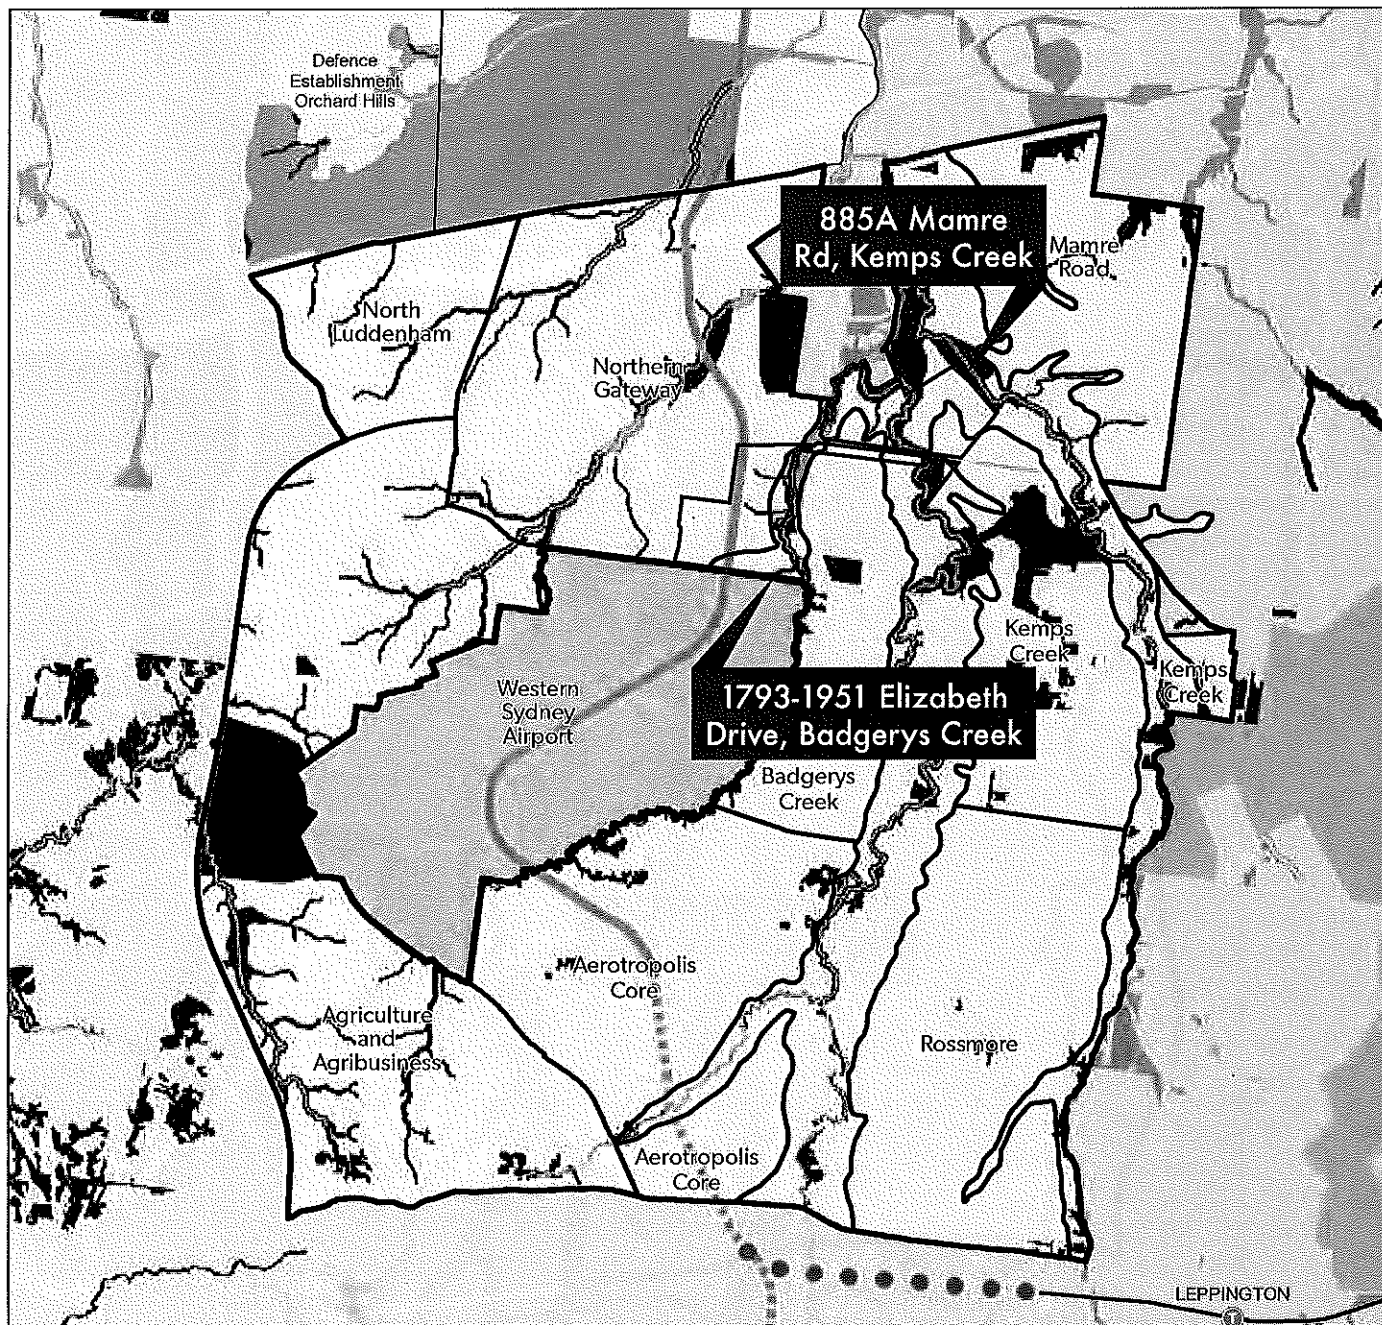 Defence
Establishment
Orchard Hills
885A Mamre
Rd, Kemps Creek
Mamre
Road
North
Luddenham
Northern
Gateway
Kemps
Creek
Kemps
Creek
Western
Sydney
Airport
1793-1951 Elizabeth
Drive, Badgerys Creek
Badgerys
Creek
Aerotropolis
Core
Agriculture
and
Agribusiness
Rossmore
Aerotropolis
Core
LEPPINGTON
T